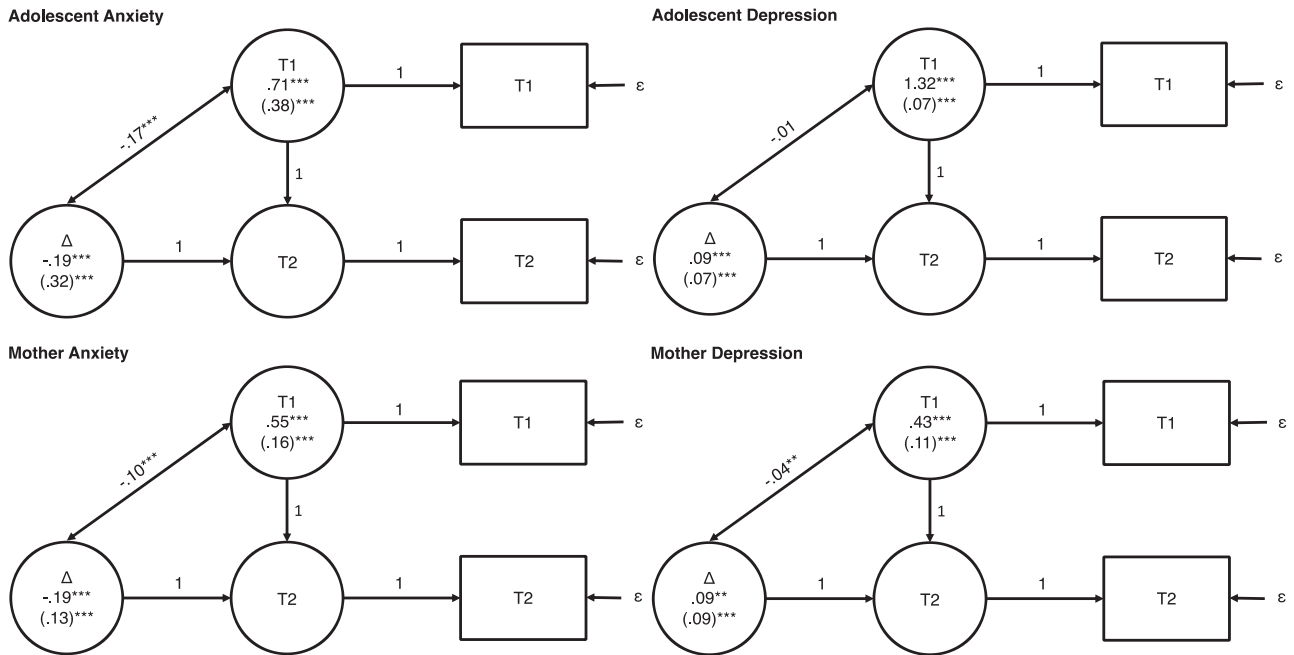 Adolescent Anxiety
T1
.71***
(.38)***
1
T1
ε
-.17***
1
Δ
-.19***
(.32)***
1
T2
1
T2
ε
Adolescent Depression
T1
1.32***
(.07)***
1
T1
ε
-.01
1
Δ
.09***
(.07)***
1
T2
1
T2
ε
Mother Anxiety
T1
.55***
(.16)***
1
T1
ε
-.10***
1
Δ
-.19***
(.13)***
1
T2
1
T2
ε
Mother Depression
T1
.43***
(.11)***
1
T1
ε
-.04**
1
Δ
.09**
(.09)***
1
T2
1
T2
ε